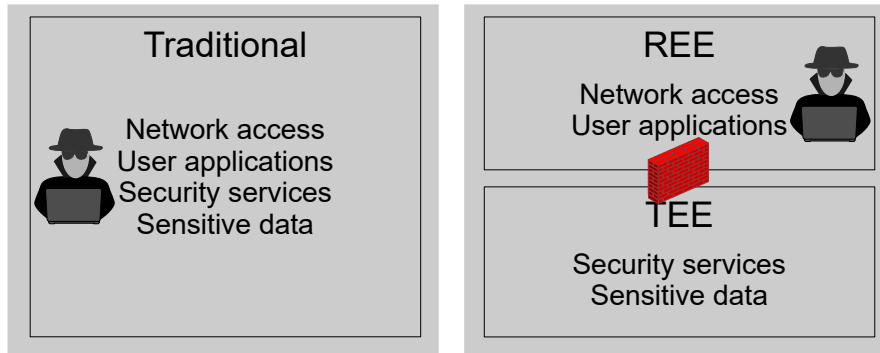 Traditional
Network access
User applications
Security services
Sensitive data
REE
Network access
User applications
TEE
Security services
Sensitive data